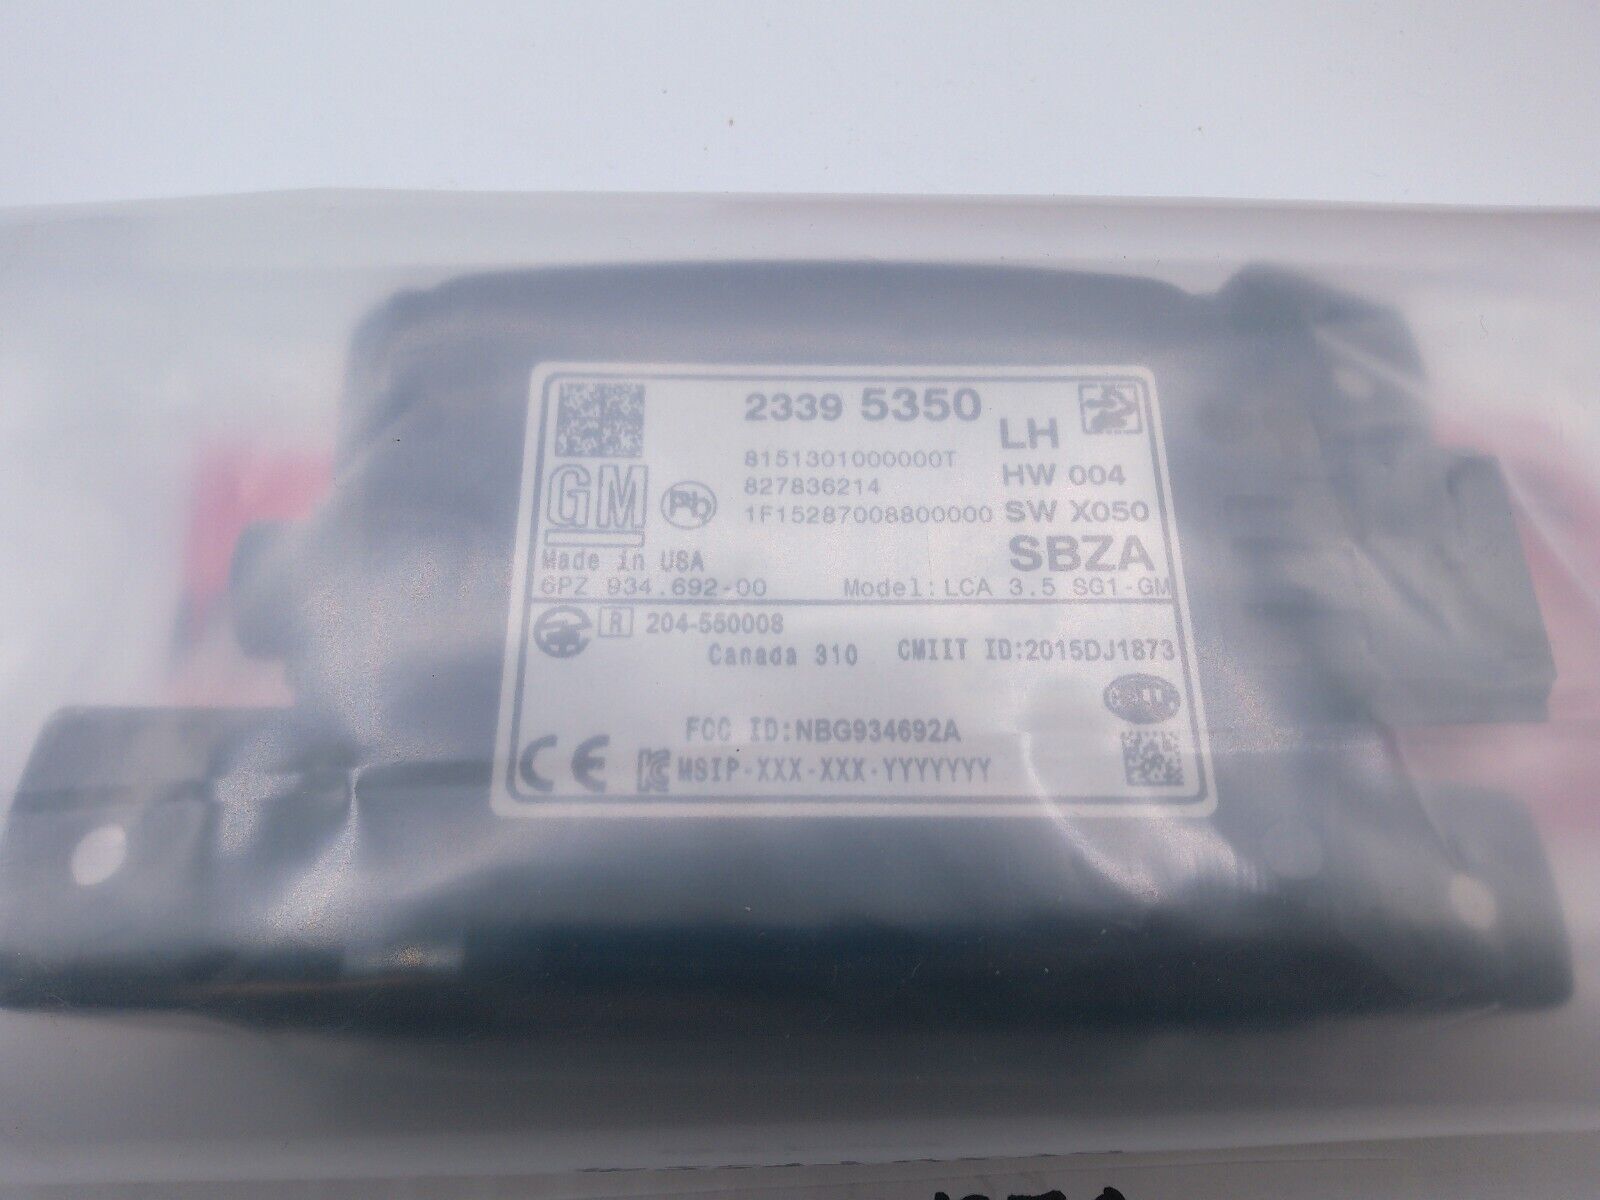 2339 5350
LH
8151301000000T
HW 004
GM
Pb
827836214
1F15287008800000 SW X050
SBZA
Made in USA
6PZ 934.692-00 Model:LCA 3.5 SG1-GM
R 204-550008
Canada 310 CMIIT ID:2015DJ1873
FCC ID:NBG934692A
CE MSIP-XXX-XXX-YYYYYYY